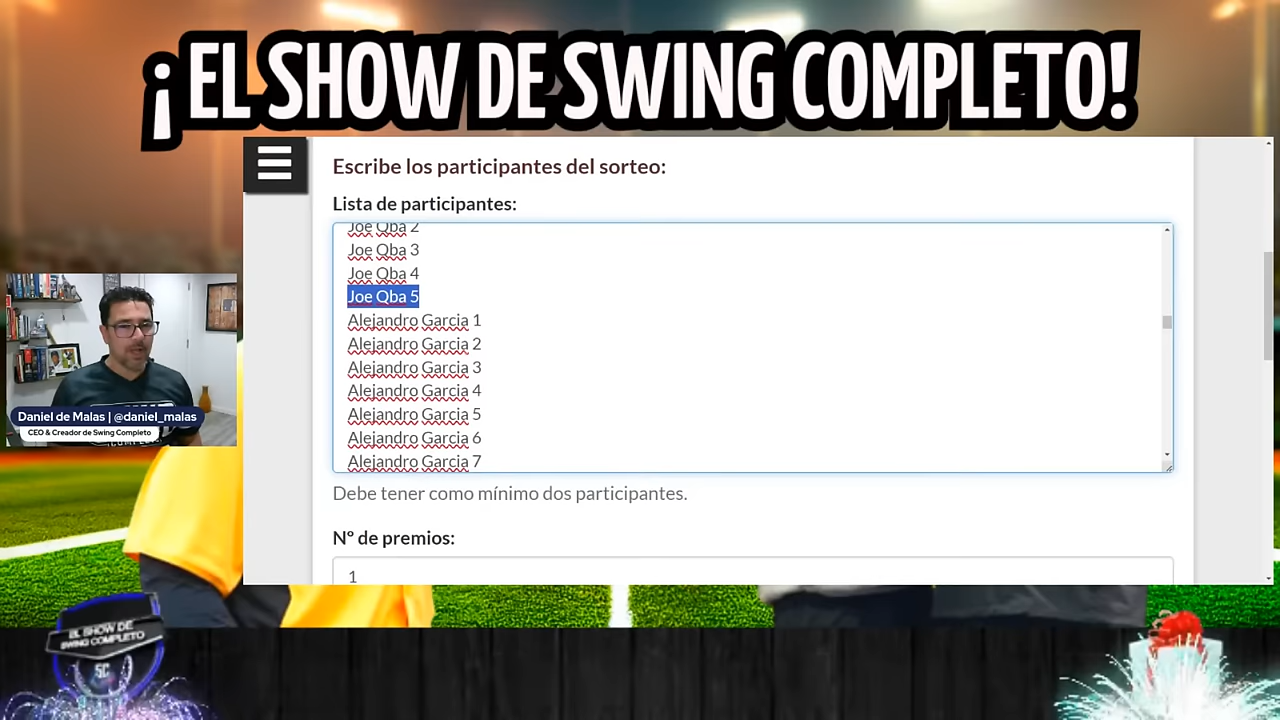 ¡EL SHOW DE SWING COMPLETO!
Escribe los participantes del sorteo:
Lista de participantes:
Joe Qba 2
Joe Qba 3
Joe Qba 4
Joe Qba 5
Alejandro Garcia 1
Alejandro Garcia 2
Alejandro Garcia 3
Alejandro Garcia 4
Alejandro Garcia 5
Alejandro Garcia 6
Alejandro Garcia 7
Debe tener como mínimo dos participantes.
Nº de premios:
1
Daniel de Malas | @daniel_malas
CEO & Creador de Swing Completo
EL SHOW DE
SWING COMPLETO
SC